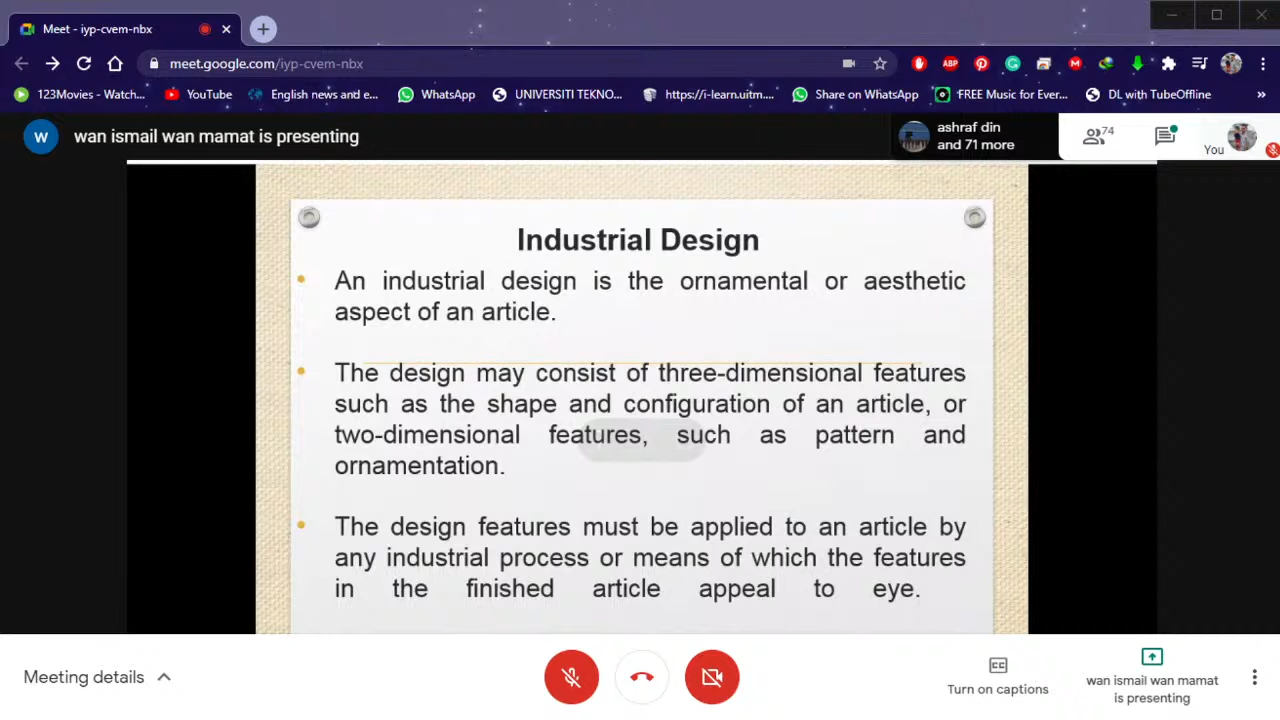 Meet - iyp-cvem-nbx
meet.google.com/iyp-cvem-nbx
ABP
123Movies - Watch...
YouTube
English news and e...
WhatsApp
UNIVERSITI TEKNO...
https://i-learn.uitm....
Share on WhatsApp
FREE Music for Ever...
DL with TubeOffline
»
W
wan ismail wan mamat is presenting
ashraf din
and 71 more
74
You
Industrial Design
• An industrial design is the ornamental or aesthetic
aspect of an article.
• The design may consist of three-dimensional features
such as the shape and configuration of an article, or
two-dimensional features, such as pattern and
ornamentation.
• The design features must be applied to an article by
any industrial process or means of which the features
in the finished article appeal to eye.
Meeting details
CC
Turn on captions
wan ismail wan mamat
is presenting